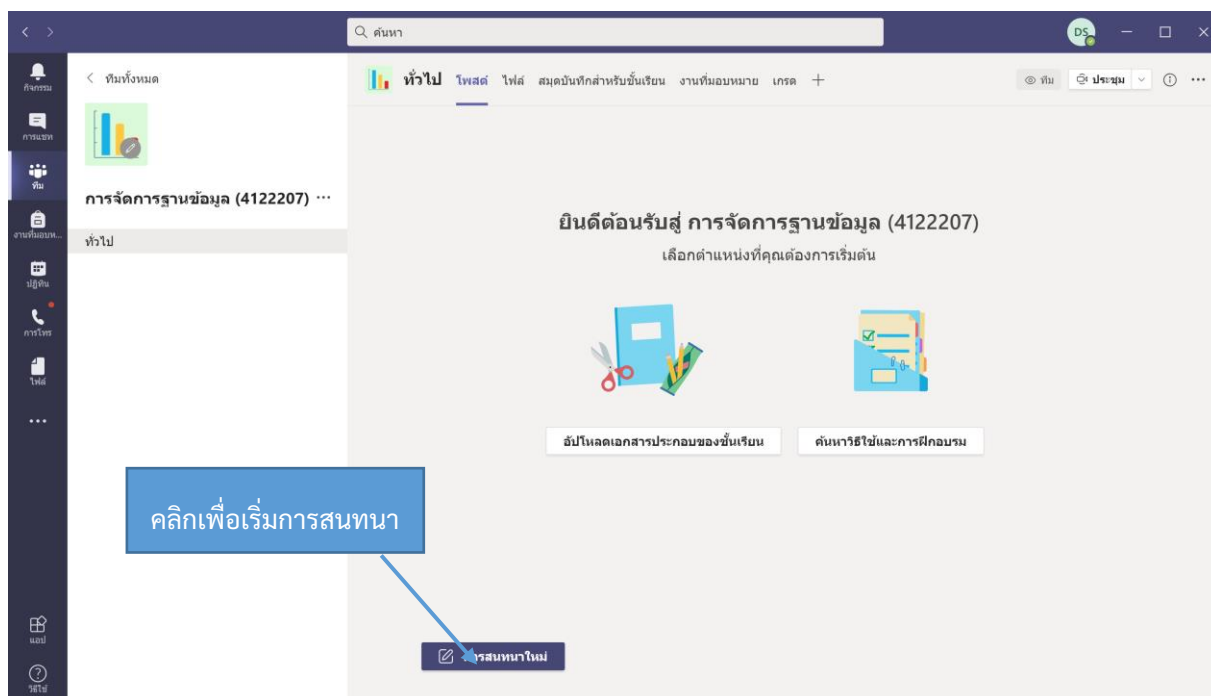 ค้นหา
DS
กิจกรรม
การแชท
ทีม
งานที่มอบห...
ปฏิทิน
การโทร
ไฟล์
แอป
วิธีใช้
ทีมทั้งหมด
การจัดการฐานข้อมูล (4122207) ...
ทั่วไป
ทั่วไป โพสต์ ไฟล์ สมุดบันทึกสำหรับชั้นเรียน งานที่มอบหมาย เกรด +
ทีม ประชุม
ยินดีต้อนรับสู่ การจัดการฐานข้อมูล (4122207)
เลือกตำแหน่งที่คุณต้องการเริ่มต้น
อัปโหลดเอกสารประกอบของชั้นเรียน ค้นหาวิธีใช้และการฝึกอบรม
คลิกเพื่อเริ่มการสนทนา
รสนทนาใหม่